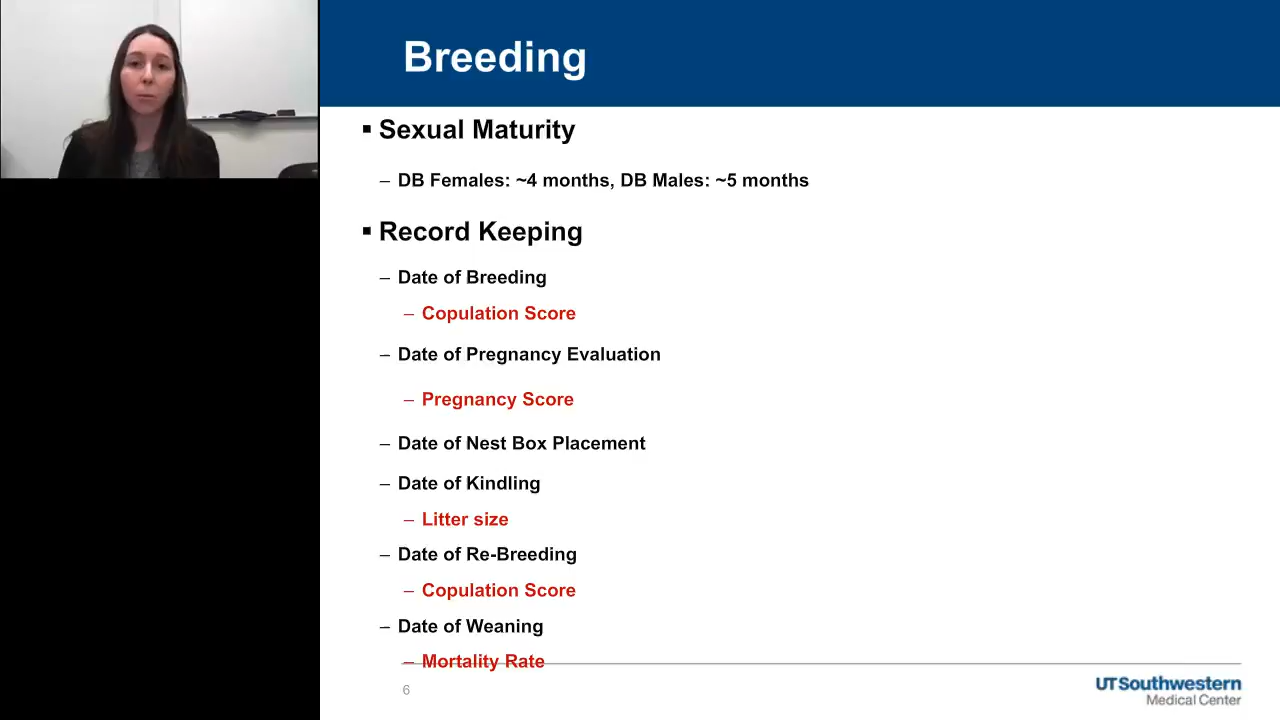 Breeding
▪ Sexual Maturity
– DB Females: ~4 months, DB Males: ~5 months
▪ Record Keeping
– Date of Breeding
– Copulation Score
– Date of Pregnancy Evaluation
– Pregnancy Score
– Date of Nest Box Placement
– Date of Kindling
– Litter size
– Date of Re-Breeding
– Copulation Score
– Date of Weaning
– Mortality Rate
6
UT Southwestern
Medical Center